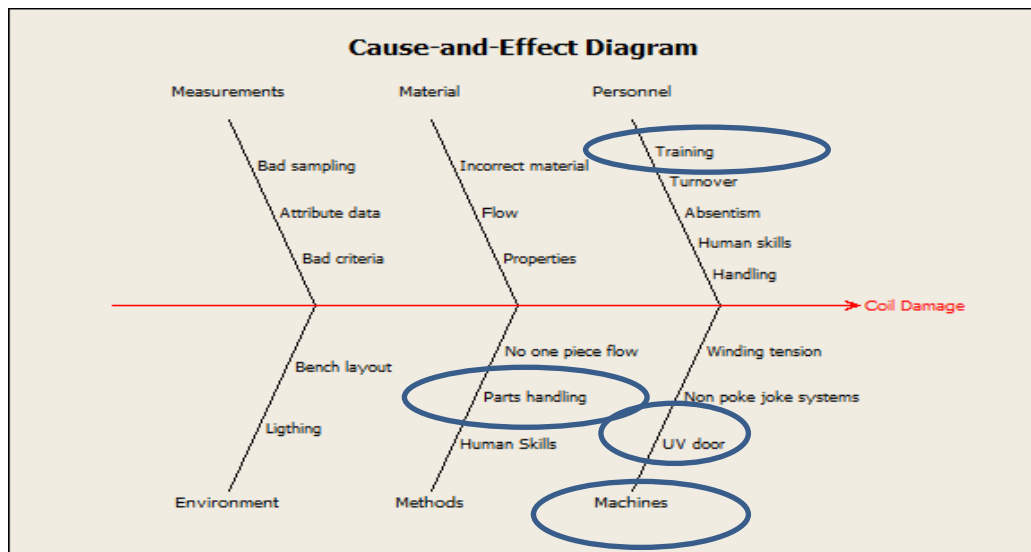 Cause-and-Effect Diagram
Measurements
Material
Personnel
Bad sampling
Attribute data
Bad criteria
Incorrect material
Flow
Properties
Training
Turnover
Absentism
Human skills
Handling
Coil Damage
Bench layout
Ligthing
Environment
No one piece flow
Parts handling
Human Skills
Methods
Winding tension
Non poke joke systems
UV door
Machines